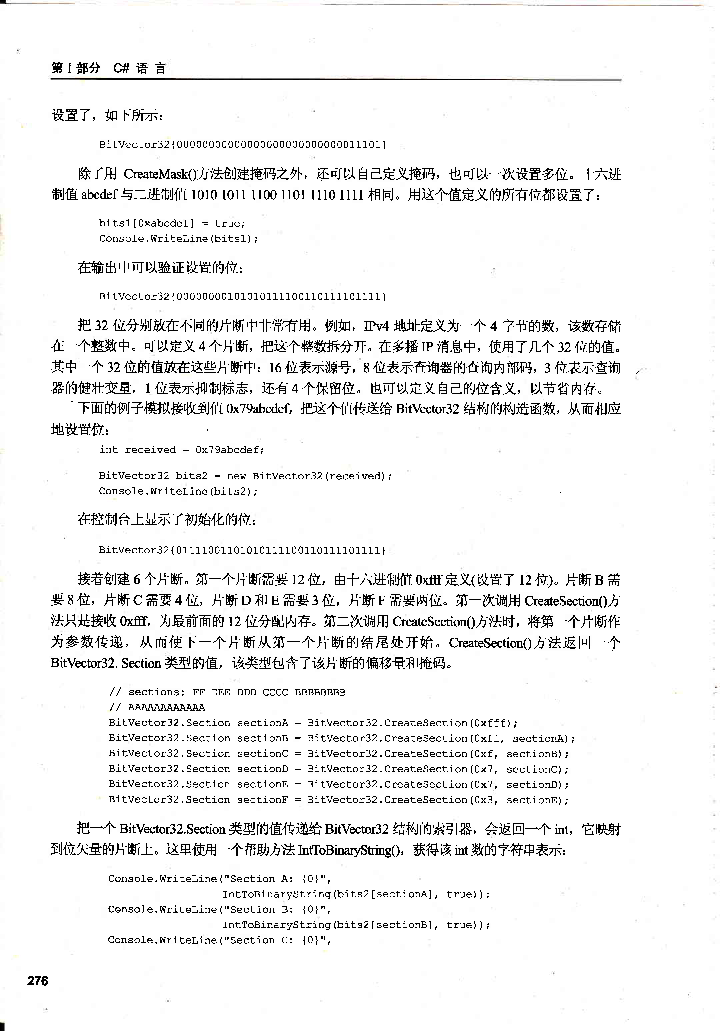 第Ⅰ部分 C# 语 言
设置了，如下所示：
BitVector32{00000000000000000000000000011101}
除了用 CreateMask()方法创建掩码之外，还可以自己定义掩码，也可以一次设置多位。十六进
制值 abcdef 与二进制值 1010 1011 1100 1101 1110 1111 相同。用这个值定义的所有位都设置了：
bits1[0xabcdef] = true;
Console.WriteLine(bits1);
在输出中可以验证设置的位：
BitVector32{00000000101010111100110111101111}
把 32 位分别放在不同的片断中非常有用。例如，IPv4 地址定义为一个 4 字节的数，该数存储
在一个整数中。可以定义 4 个片断，把这个整数拆分开。在多播 IP 消息中，使用了几个 32 位的值。
其中一个 32 位的值放在这些片断中：16 位表示源号，8 位表示查询器的查询内部码，3 位表示查询
器的健壮变量，1 位表示抑制标志，还有 4 个保留位。也可以定义自己的位含义，以节省内存。
下面的例子模拟接收到值 0x79abcdef，把这个值传送给 BitVector32 结构的构造函数，从而相应
地设置位：
int received = 0x79abcdef;
BitVector32 bits2 = new BitVector32(received);
Console.WriteLine(bits2);
在控制台上显示了初始化的位：
BitVector32{01111001101010111100110111101111}
接着创建 6 个片断。第一个片断需要 12 位，由十六进制值 0xfff 定义(设置了 12 位)。片断 B 需
要 8 位，片断 C 需要 4 位，片断 D 和 E 需要 3 位，片断 F 需要两位。第一次调用 CreateSection()方
法只是接收 0xfff，为最前面的 12 位分配内存。第二次调用 CreateSection()方法时，将第一个片断作
为参数传递，从而使下一个片断从第一个片断的结尾处开始。CreateSection()方法返回一个
BitVector32. Section 类型的值，该类型包含了该片断的偏移量和掩码。
// sections: FF EEE DDD CCCC BBBBBBBB
// AAAAAAAAAAAA
BitVector32.Section sectionA = BitVector32.CreateSection(0xfff);
BitVector32.Section sectionB = BitVector32.CreateSection(0xff, sectionA);
BitVector32.Section sectionC = BitVector32.CreateSection(0xf, sectionB);
BitVector32.Section sectionD = BitVector32.CreateSection(0x7, sectionC);
BitVector32.Section sectionE = BitVector32.CreateSection(0x7, sectionD);
BitVector32.Section sectionF = BitVector32.CreateSection(0x3, sectionE);
把一个 BitVector32.Section 类型的值传递给 BitVector32 结构的索引器，会返回一个 int，它映射
到位矢量的片断上。这里使用一个帮助方法 IntToBinaryString()，获得该 int 数的字符串表示：
Console.WriteLine("Section A: {0}",
IntToBinaryString(bits2[sectionA], true));
Console.WriteLine("Section B: {0}",
IntToBinaryString(bits2[sectionB], true));
Console.WriteLine("Section C: {0}",
276